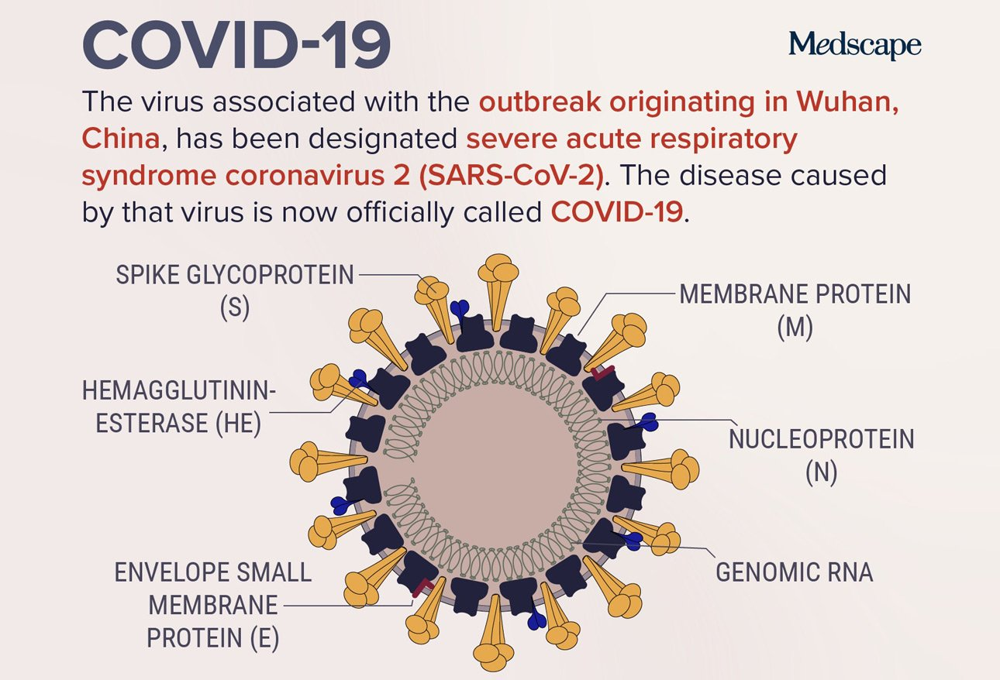 COVID-19
Medscape
The virus associated with the outbreak originating in Wuhan,
China, has been designated severe acute respiratory
syndrome coronavirus 2 (SARS-CoV-2). The disease caused
by that virus is now officially called COVID-19.
SPIKE GLYCOPROTEIN
(S)
MEMBRANE PROTEIN
(M)
HEMAGGLUTININ-
ESTERASE (HE)
NUCLEOPROTEIN
(N)
ENVELOPE SMALL
MEMBRANE
PROTEIN (E)
GENOMIC RNA